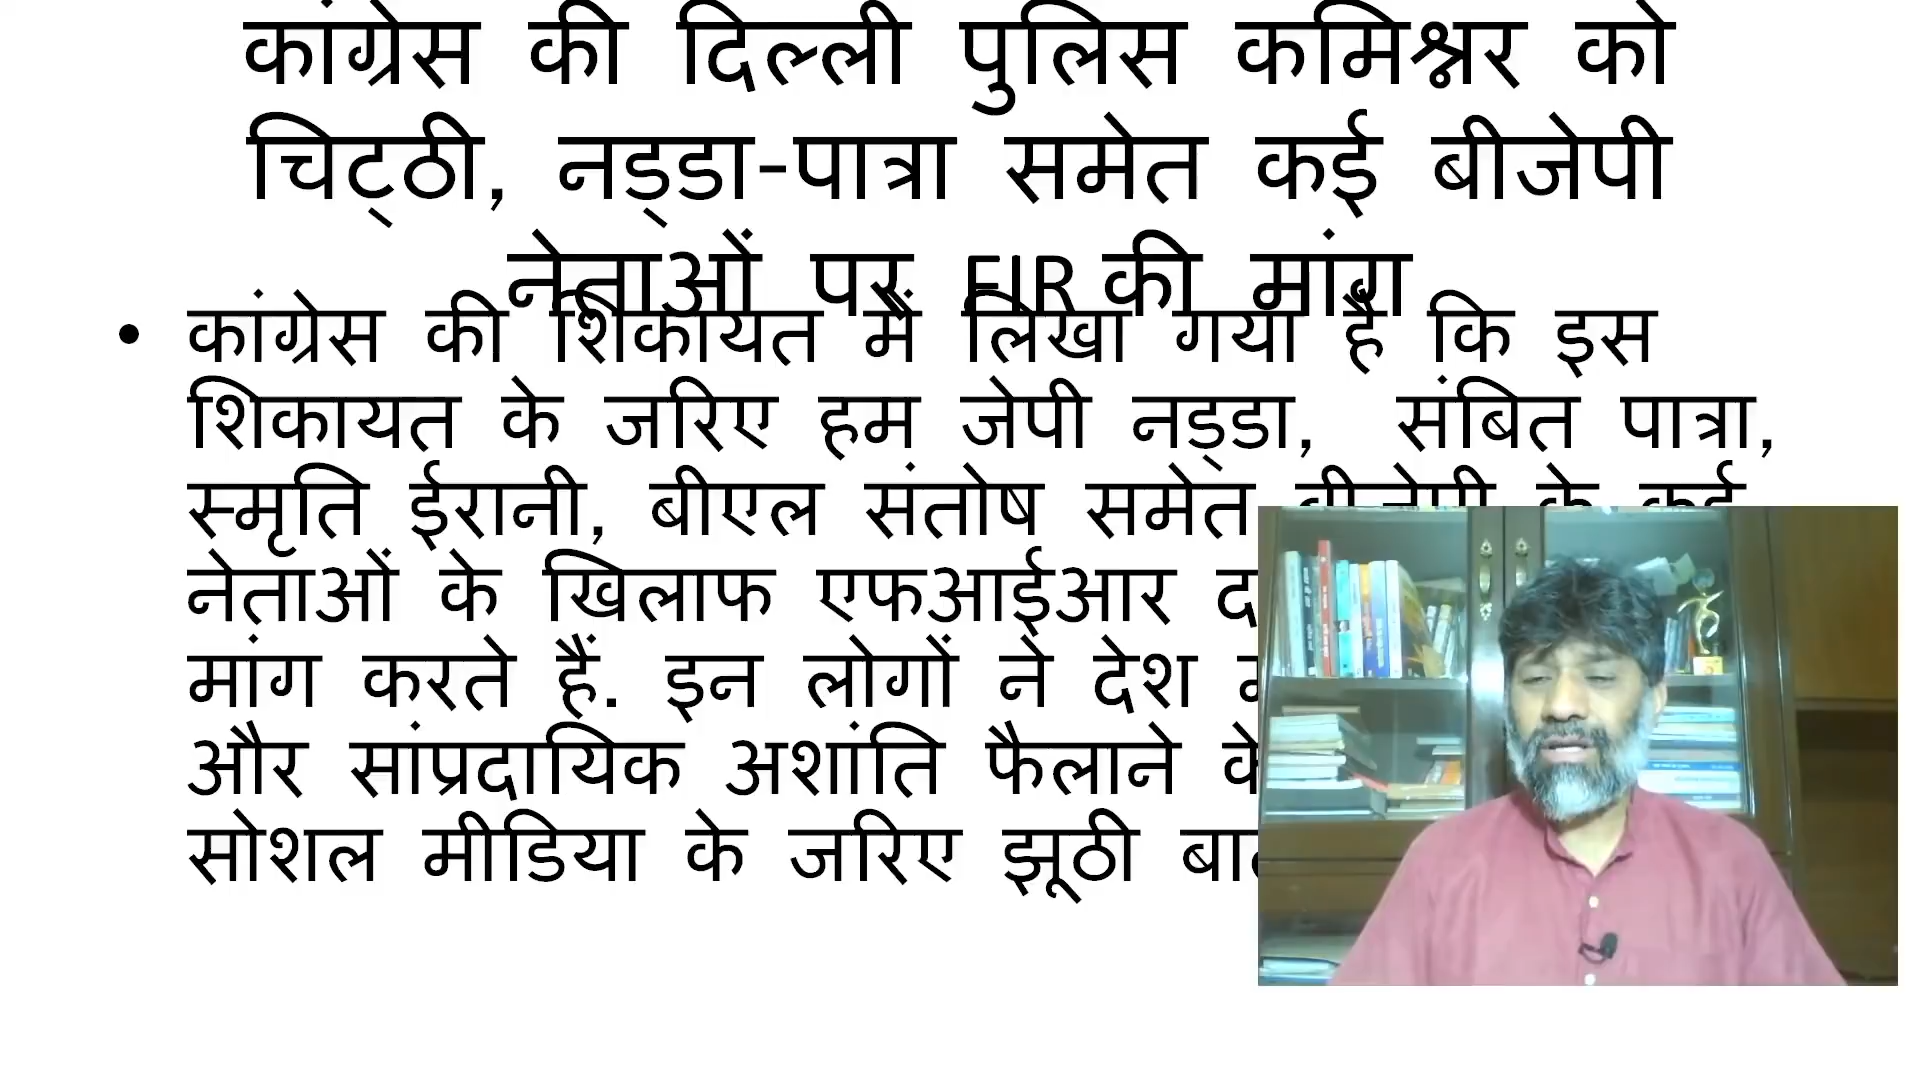 कांग्रेस की दिल्ली पुलिस कमिश्नर को
चिट्ठी, नड्डा-पात्रा समेत कई बीजेपी
नेताओं पर FIR की मांग
• कांग्रेस की शिकायत में लिखा गया है कि इस
शिकायत के जरिए हम जेपी नड्डा, संबित पात्रा,
स्मृति ईरानी, बीएल संतोष समेत बीजेपी के कई
नेताओं के खिलाफ एफआईआर
मांग करते हैं. इन लोगों ने देश
और सांप्रदायिक अशांति फैलाने
सोशल मीडिया के जरिए झूठी